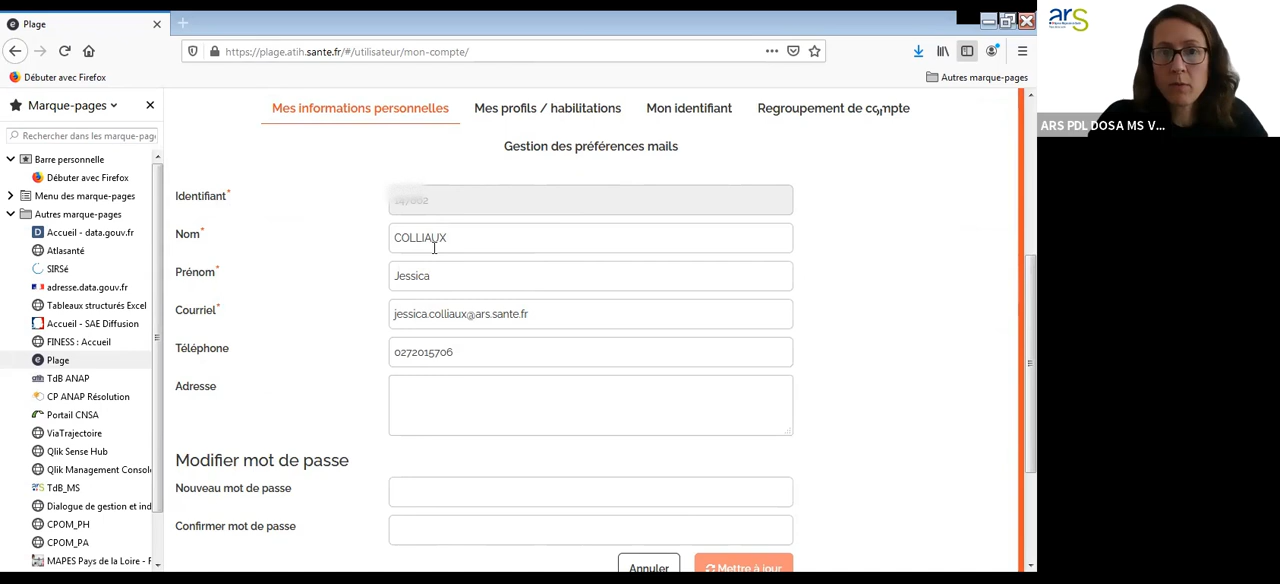 Plage
https://plage.atih.sante.fr/#/utilisateur/mon-compte/
Débuter avec Firefox
Autres marque-pages
Marque-pages
Rechercher dans les marque-page
Barre personnelle
Débuter avec Firefox
Menu des marque-pages
Autres marque-pages
Accueil - data.gouv.fr
Atlasanté
SIRSé
adresse.data.gouv.fr
Tableaux structurés Excel
Accueil - SAE Diffusion
FINESS : Accueil
Plage
TdB ANAP
CP ANAP Résolution
Portail CNSA
ViaTrajectoire
Qlik Sense Hub
Qlik Management Consol
TdB_MS
Dialogue de gestion et ind
CPOM_PH
CPOM_PA
MAPES Pays de la Loire - F
Mes informations personnelles
Mes profils / habilitations
Mon identifiant
Regroupement de compte
Gestion des préférences mails
Identifiant*
Nom*
COLLIAUX
Prénom*
Jessica
Courriel*
jessica.colliaux@ars.sante.fr
Téléphone
0272015706
Adresse
Modifier mot de passe
Nouveau mot de passe
Confirmer mot de passe
Annuler
Mettre à jour
ars
ARS PDL DOSA MS V...